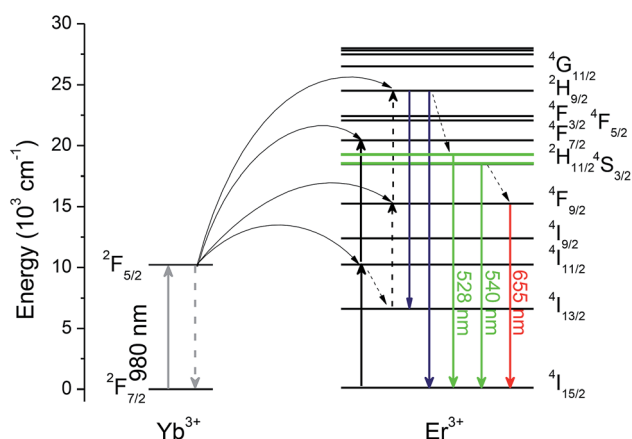 Energy (10³ cm⁻¹)
30
25
20
15
10
5
0
²F₅/₂
980 nm
²F₇/₂
Yb³⁺
⁴G₁₁/₂
²H₉/₂
⁴F₃/₂ ⁴F₅/₂
⁴F₇/₂
²H₁₁/₂ ⁴S₃/₂
⁴F₉/₂
⁴I₉/₂
⁴I₁₁/₂
⁴I₁₃/₂
⁴I₁₅/₂
528 nm
540 nm
655 nm
Er³⁺